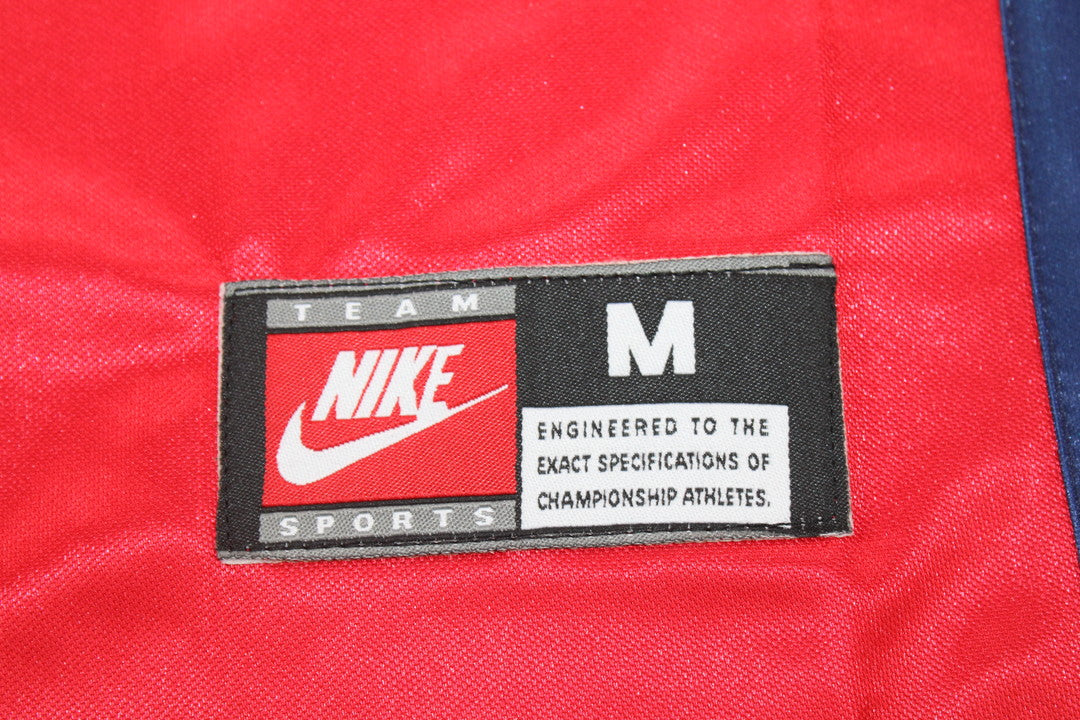 TEAM
NIKE
SPORTS
M
ENGINEERED TO THE
EXACT SPECIFICATIONS OF
CHAMPIONSHIP ATHLETES.